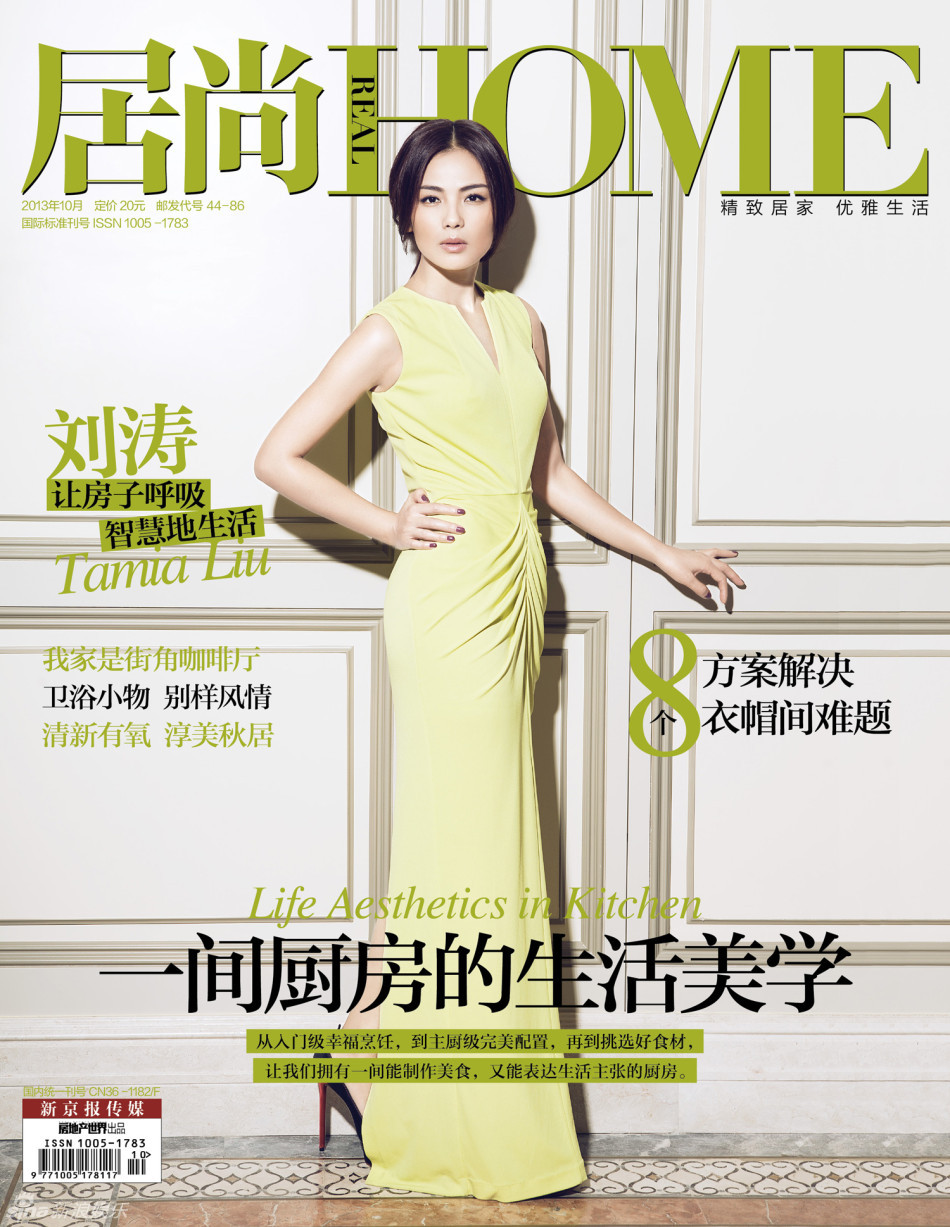 居尚
REAL
HOME
2013年10月 定价20元 邮发代号 44-86
国际标准刊号 ISSN 1005-1783
精致居家 优雅生活
刘涛
让房子呼吸
智慧地生活
Tamia Liu
我家是街角咖啡厅
卫浴小物 别样风情
清新有氧 淳美秋居
8个
方案解决
衣帽间难题
Life Aesthetics in Kitchen
一间厨房的生活美学
从入门级幸福烹饪，到主厨级完美配置，再到挑选好食材，
让我们拥有一间能制作美食，又能表达生活主张的厨房。
国内统一刊号 CN36-1182/F
新京报传媒
房地产世界出品
ISSN 1005-1783
10>
9 771005 178117
sina新浪娱乐